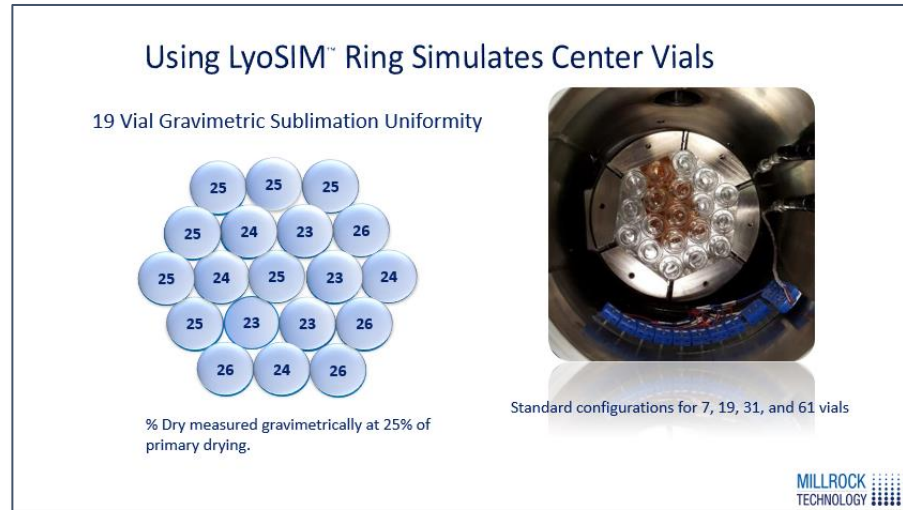 Using LyoSIM™ Ring Simulates Center Vials
19 Vial Gravimetric Sublimation Uniformity
25 25 25
25 24 23 26
25 24 25 23 24
25 23 23 26
26 24 26
% Dry measured gravimetrically at 25% of
primary drying.
Standard configurations for 7, 19, 31, and 61 vials
MILLROCK
TECHNOLOGY